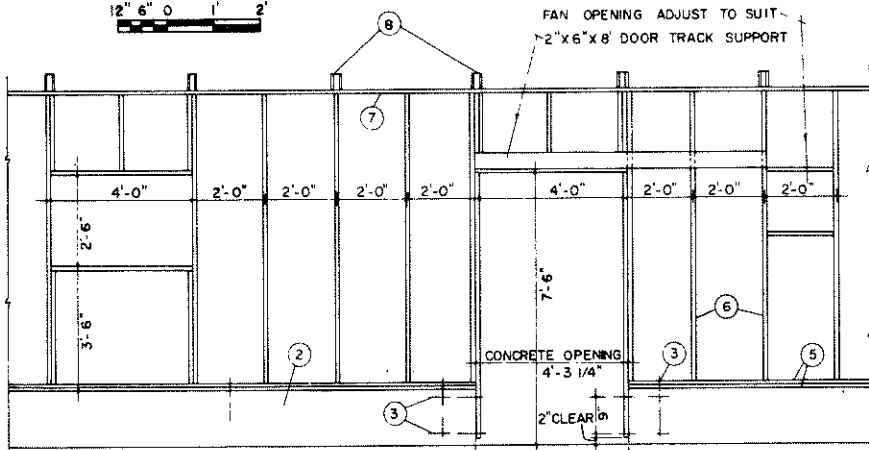 12" 6" 0 1' 2'
FAN OPENING ADJUST TO SUIT
2"X6"X8' DOOR TRACK SUPPORT
8
7
4'-0" 2'-0" 2'-0" 2'-0" 2'-0" 4'-0" 2'-0" 2'-0" 2'-0"
2'-6"
7'-6"
6
3'-6"
2
CONCRETE OPENING
4'-3 1/4"
3
5
3
2" CLEAR
9"